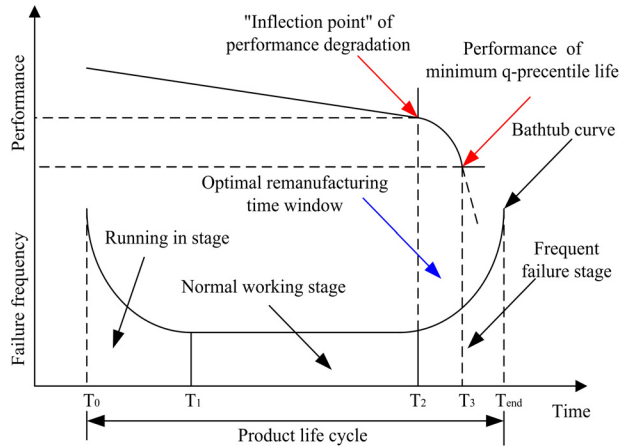 "Inflection point" of
performance degradation
Performance of
minimum q-precentile life
Bathtub curve
Performance
Optimal remanufacturing
time window
Running in stage
Frequent
failure stage
Normal working stage
Failure frequency
T0
T1
T2
T3
Tend
Time
Product life cycle